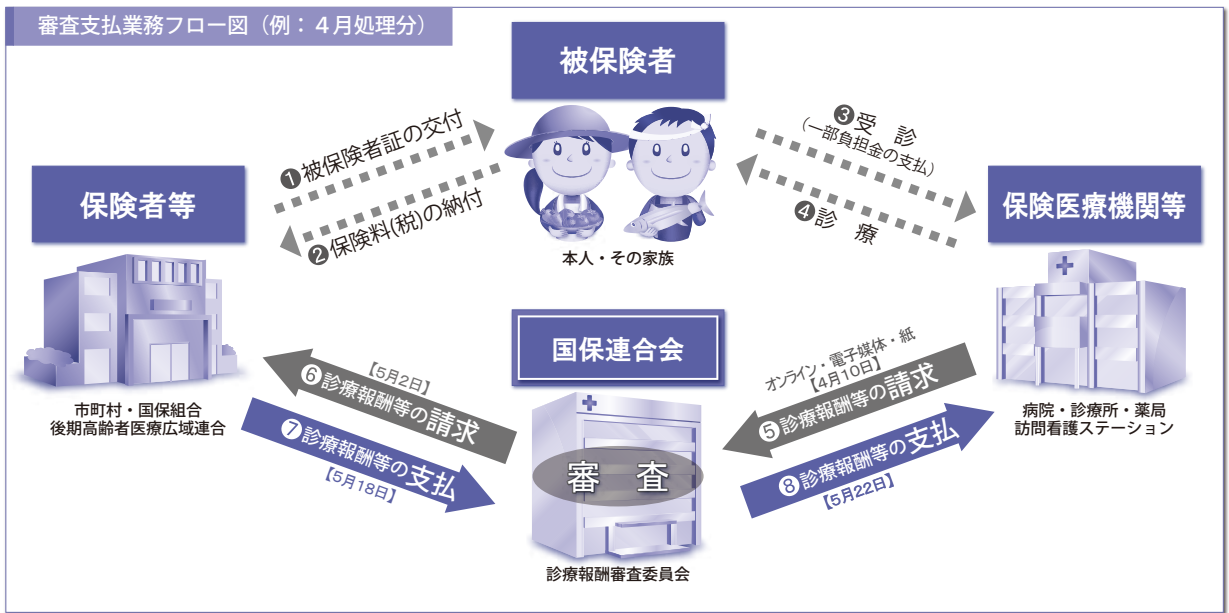 審査支払業務フロー図（例：４月処理分）
被保険者
本人・その家族
❶被保険者証の交付
❷保険料(税)の納付
❸受　診
(一部負担金の支払)
❹診　療
保険者等
市町村・国保組合
後期高齢者医療広域連合
保険医療機関等
病院・診療所・薬局
訪問看護ステーション
国保連合会
審　査
診療報酬審査委員会
オンライン・電子媒体・紙
【4月10日】
❺診療報酬等の請求
【5月2日】
❻診療報酬等の請求
❼診療報酬等の支払
【5月18日】
❽診療報酬等の支払
【5月22日】